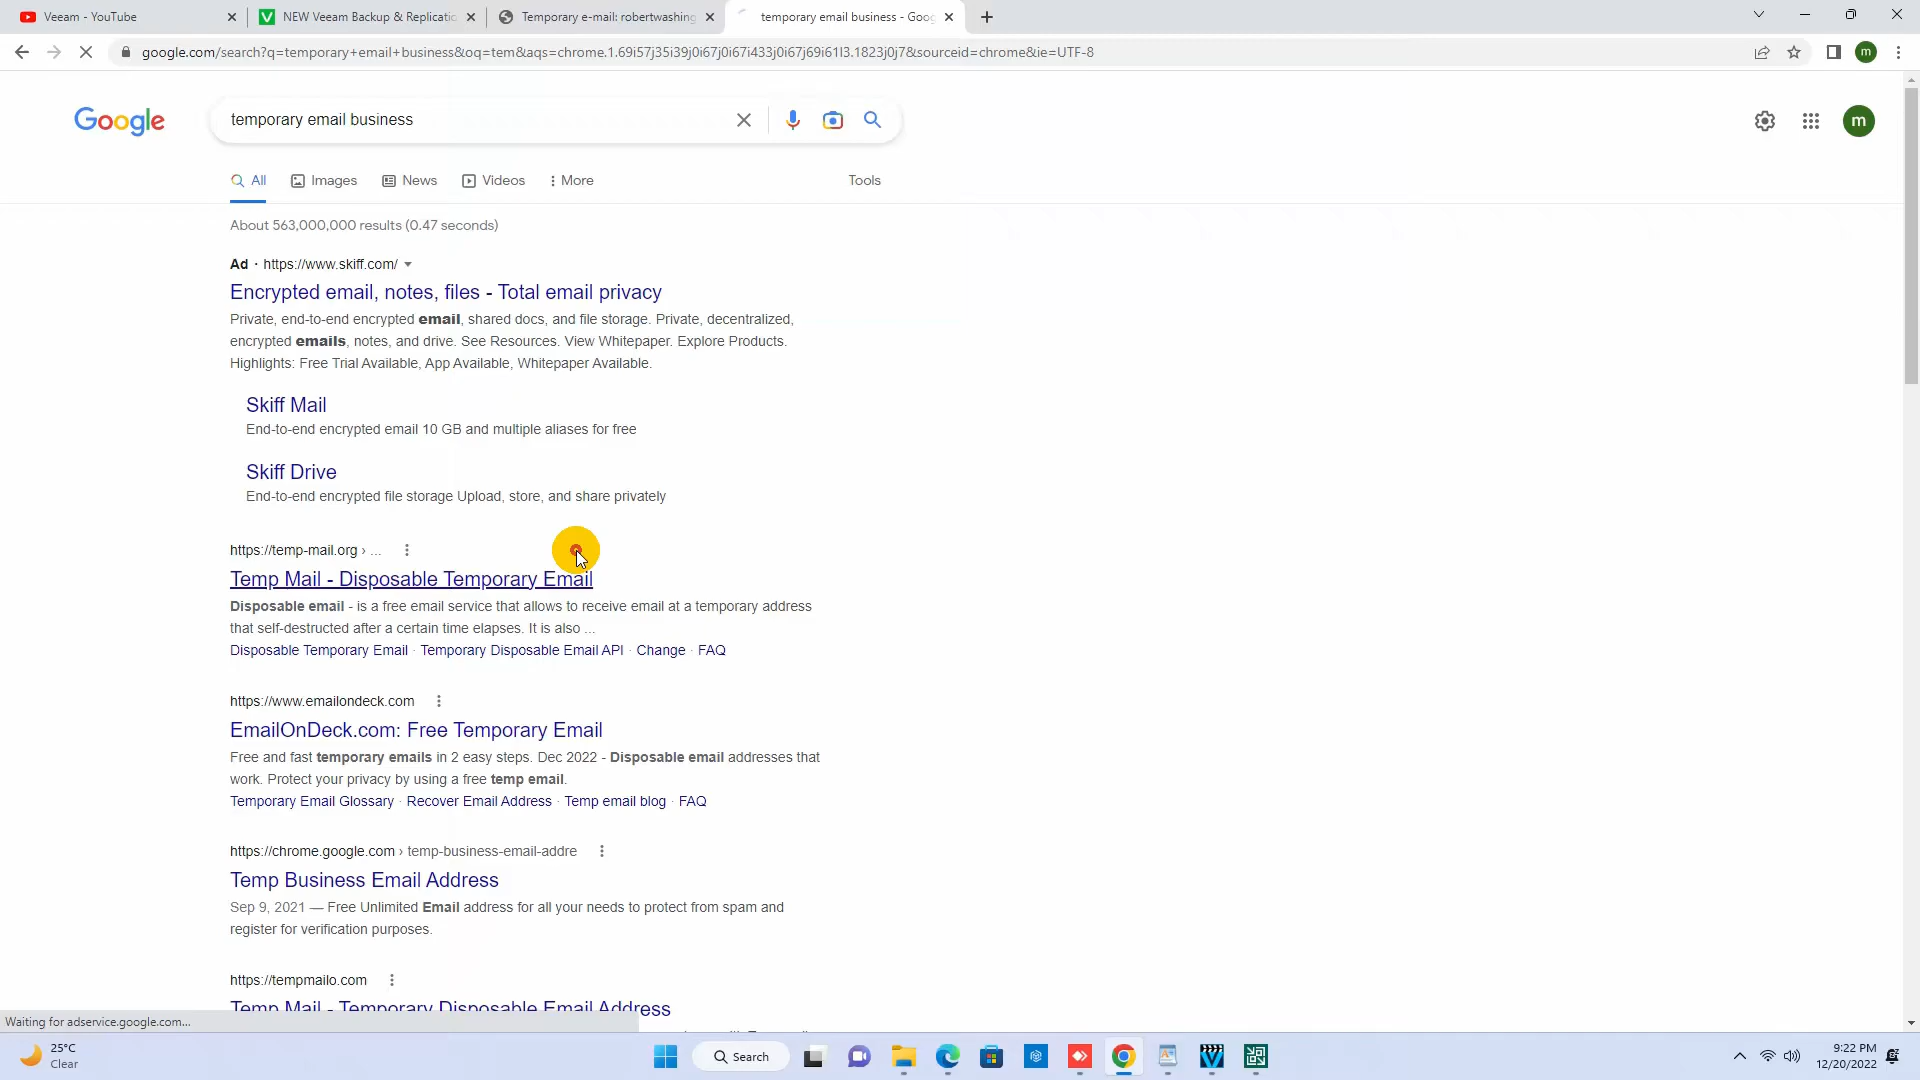 Veeam - YouTube
NEW Veeam Backup & Replicatic
Temporary e-mail: robertwashing
temporary email business - Goog
google.com/search?q=temporary+email+business&oq=tem&aqs=chrome.1.69i57j35i39j0i67j0i67i433j0i67j69i61l3.1823j0j7&sourceid=chrome&ie=UTF-8
m
Google
temporary email business
m
All
Images
News
Videos
More
Tools
About 563,000,000 results (0.47 seconds)
Ad · https://www.skiff.com/
Encrypted email, notes, files - Total email privacy
Private, end-to-end encrypted email, shared docs, and file storage. Private, decentralized,
encrypted emails, notes, and drive. See Resources. View Whitepaper. Explore Products.
Highlights: Free Trial Available, App Available, Whitepaper Available.
Skiff Mail
End-to-end encrypted email 10 GB and multiple aliases for free
Skiff Drive
End-to-end encrypted file storage Upload, store, and share privately
https://temp-mail.org › ...
Temp Mail - Disposable Temporary Email
Disposable email - is a free email service that allows to receive email at a temporary address
that self-destructed after a certain time elapses. It is also ...
Disposable Temporary Email · Temporary Disposable Email API · Change · FAQ
https://www.emailondeck.com
EmailOnDeck.com: Free Temporary Email
Free and fast temporary emails in 2 easy steps. Dec 2022 - Disposable email addresses that
work. Protect your privacy by using a free temp email.
Temporary Email Glossary · Recover Email Address · Temp email blog · FAQ
https://chrome.google.com › temp-business-email-addre
Temp Business Email Address
Sep 9, 2021 — Free Unlimited Email address for all your needs to protect from spam and
register for verification purposes.
https://tempmailo.com
Temp Mail - Temporary Disposable Email Address
Waiting for adservice.google.com...
25°C
Clear
Search
9:22 PM
12/20/2022